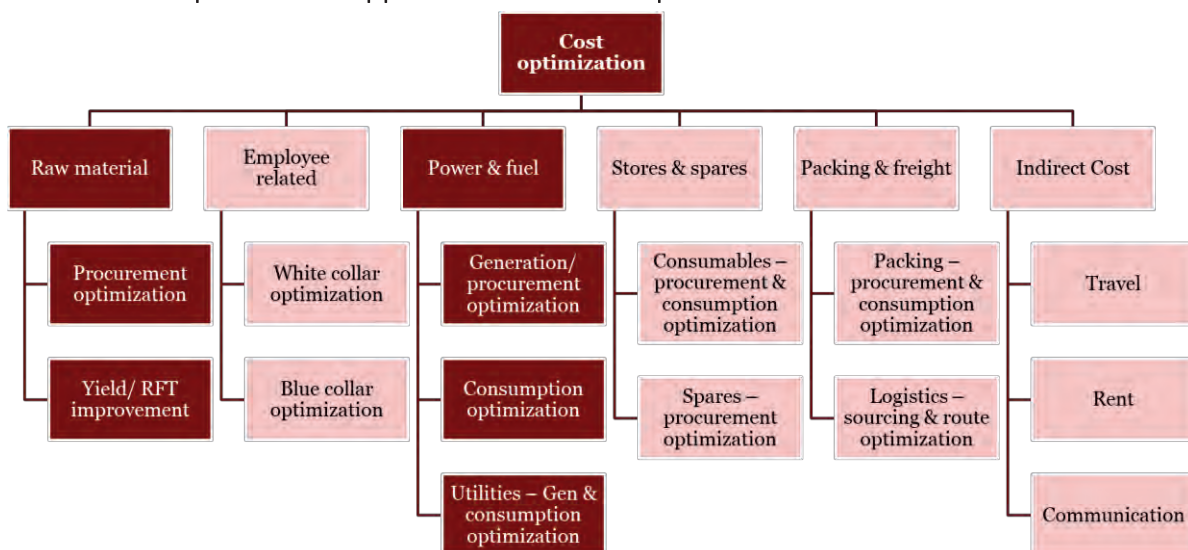 Cost
optimization
Raw material
Employee
related
Power & fuel
Stores & spares
Packing & freight
Indirect Cost
Procurement
optimization
White collar
optimization
Generation/
procurement
optimization
Consumables –
procurement &
consumption
optimization
Packing –
procurement &
consumption
optimization
Travel
Yield/ RFT
improvement
Blue collar
optimization
Consumption
optimization
Spares –
procurement
optimization
Logistics –
sourcing & route
optimization
Rent
Utilities – Gen &
consumption
optimization
Communication